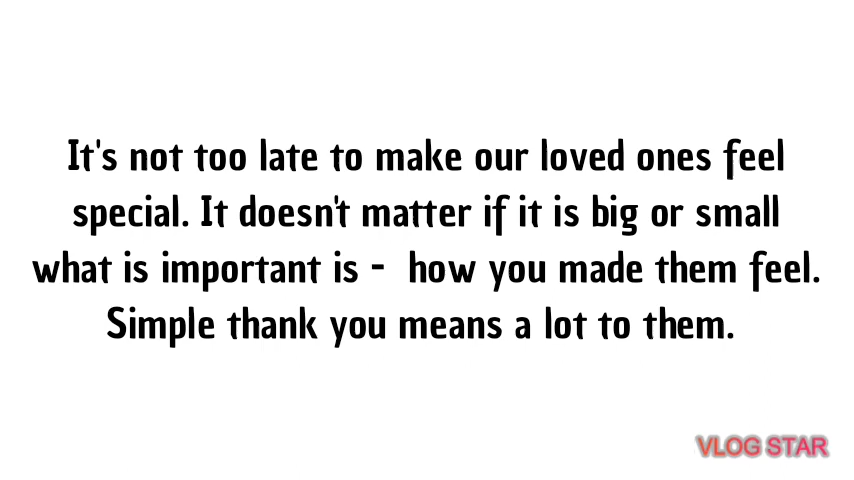 It's not too late to make our loved ones feel
special. It doesn't matter if it is big or small
what is important is - how you made them feel.
Simple thank you means a lot to them.
VLOG STAR